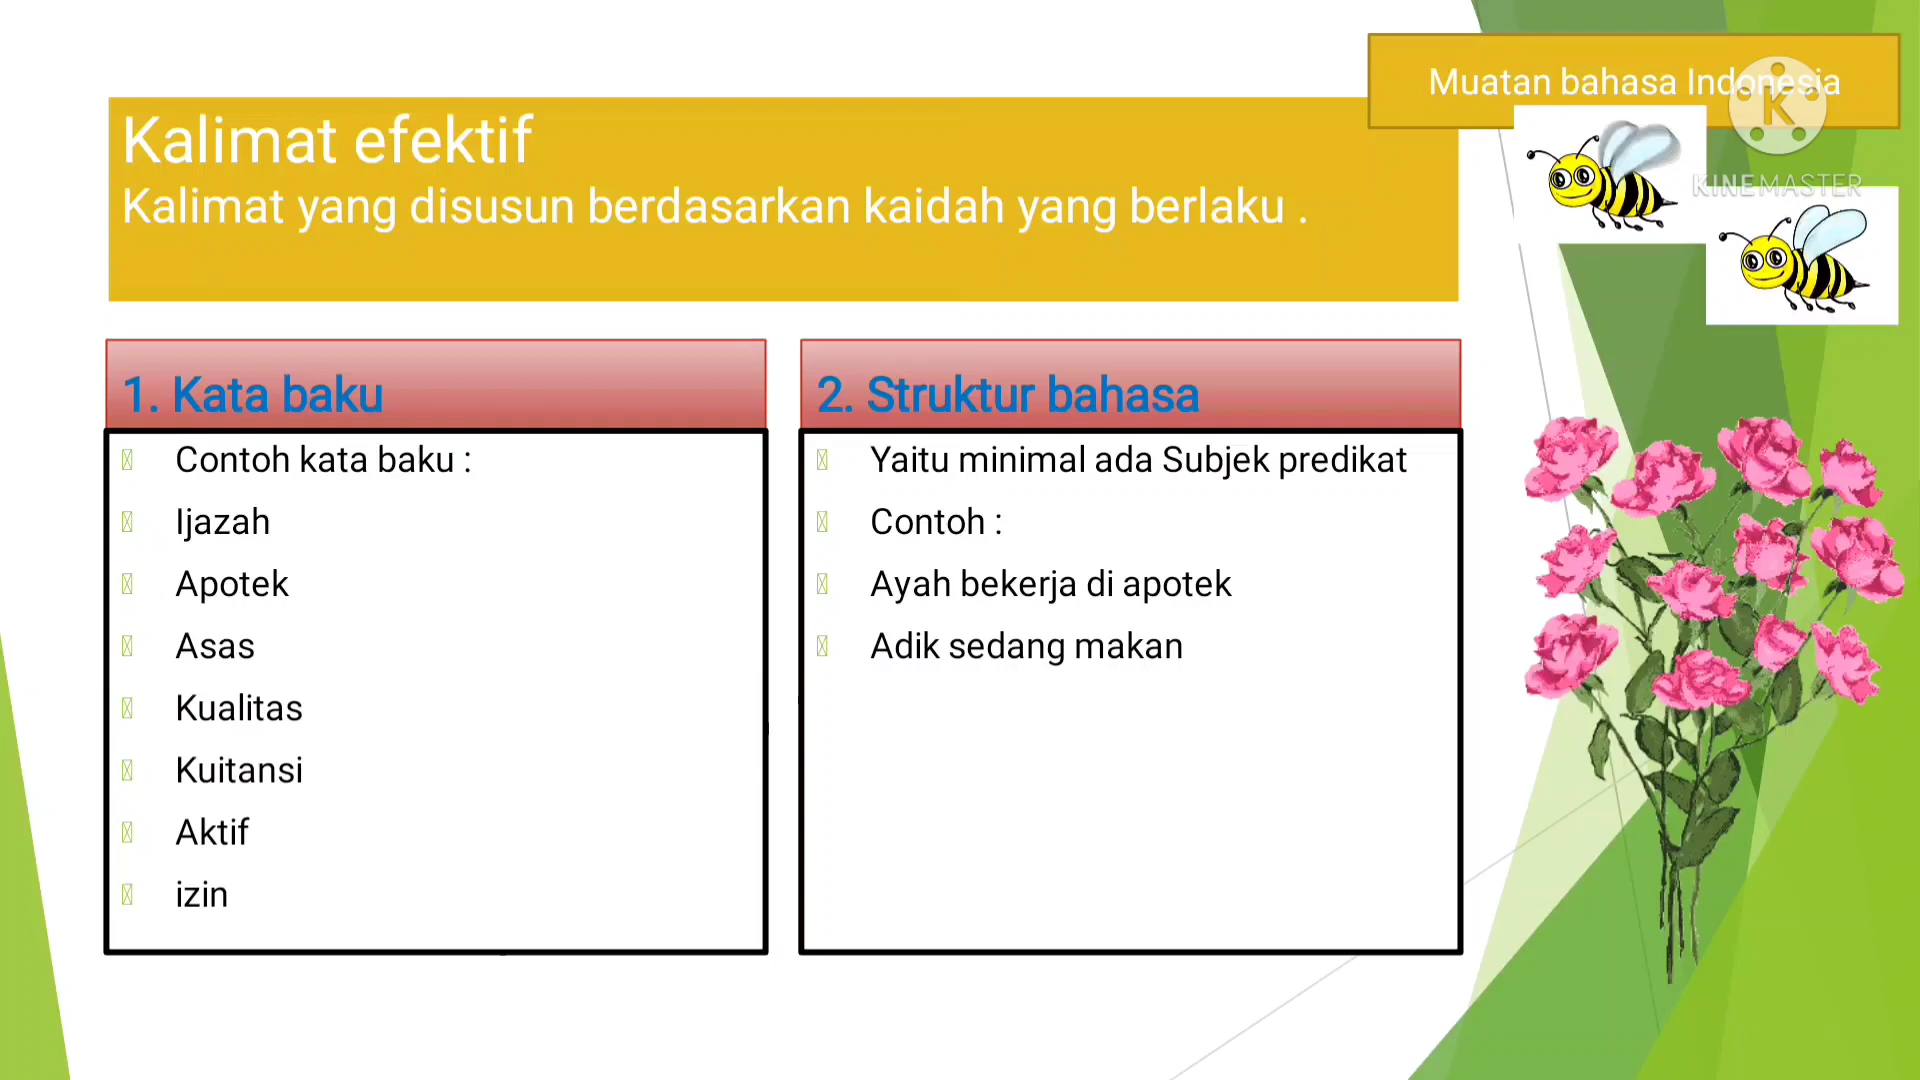 Muatan bahasa Indonesia
KINEMASTER
Kalimat efektif
Kalimat yang disusun berdasarkan kaidah yang berlaku .
1. Kata baku
Contoh kata baku :
Ijazah
Apotek
Asas
Kualitas
Kuitansi
Aktif
izin
2. Struktur bahasa
Yaitu minimal ada Subjek predikat
Contoh :
Ayah bekerja di apotek
Adik sedang makan